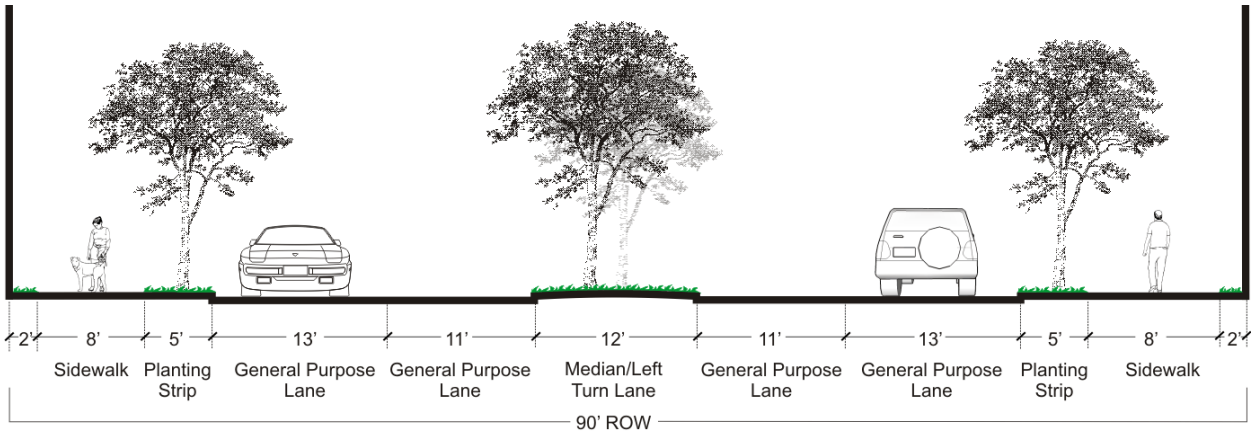 2’ 8’ 5’ 13’ 11’ 12’ 11’ 13’ 5’ 8’ 2’
Sidewalk Planting General Purpose General Purpose Median/Left General Purpose General Purpose Planting Sidewalk
Strip Lane Lane Turn Lane Lane Lane Strip
90’ ROW